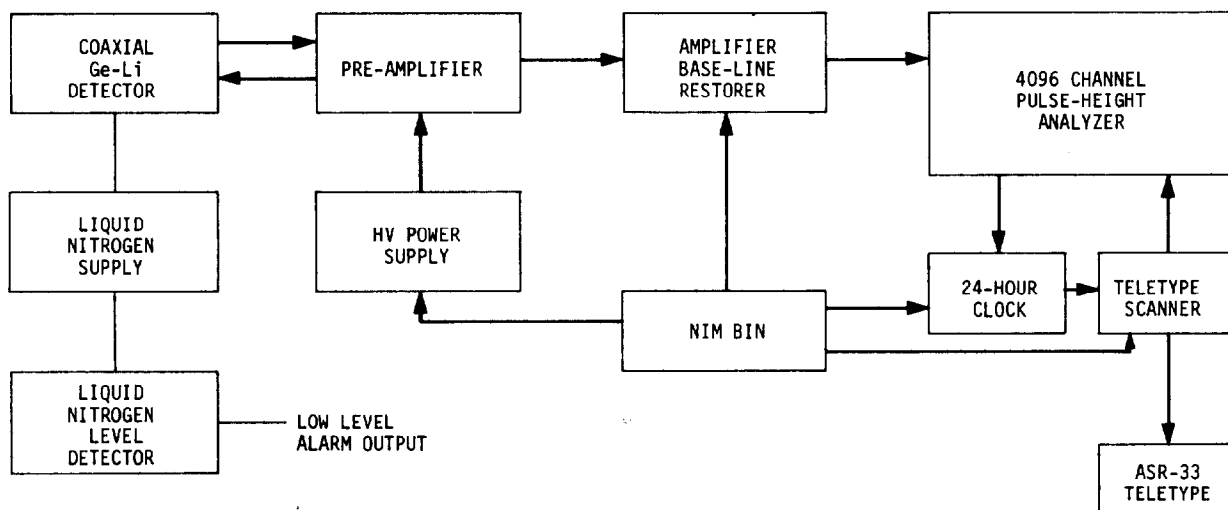 COAXIAL
Ge-Li
DETECTOR
PRE-AMPLIFIER
AMPLIFIER
BASE-LINE
RESTORER
4096 CHANNEL
PULSE-HEIGHT
ANALYZER
LIQUID
NITROGEN
SUPPLY
HV POWER
SUPPLY
NIM BIN
24-HOUR
CLOCK
TELETYPE
SCANNER
LIQUID
NITROGEN
LEVEL
DETECTOR
LOW LEVEL
ALARM OUTPUT
ASR-33
TELETYPE